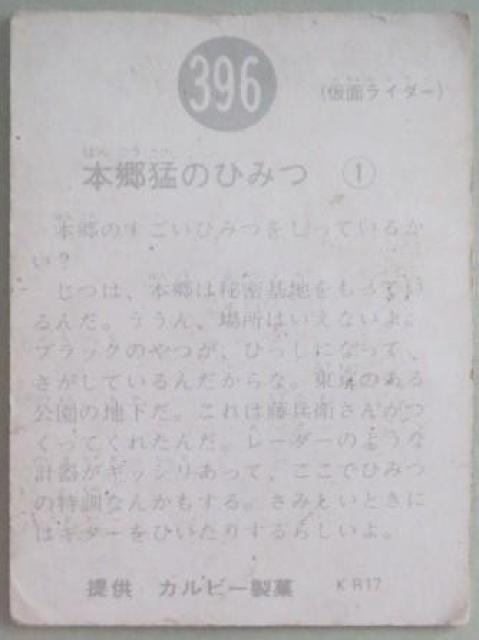 396
(仮面ライダー)
本郷猛のひみつ ①
本郷のすごいひみつをしっているか
い?
じつは、本郷は秘密基地をもってい
るんだ。ううん、場所はいえないよ。
ブラックのやつが、ひっしになって、
さがしているんだからな。東京のある
公園の地下だ。これは藤兵衛さんがつ
くってくれたんだ。レーダーのような
計器がギッシリあって、ここでひみつ
の特訓なんかもする。さみしいときに
はギターをひいたりするらしいよ。
提供 カルビー製菓 KR17